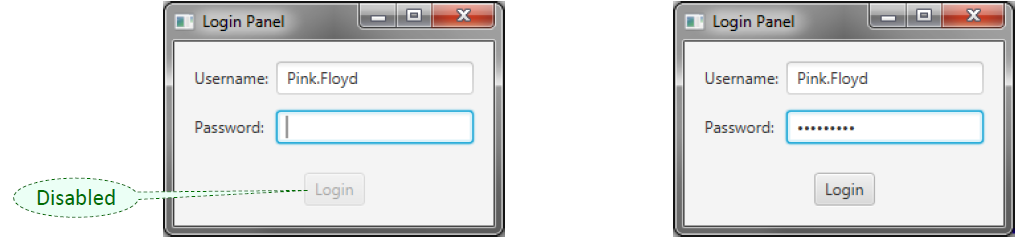 Login Panel
Username: Pink.Floyd
Password:
Login
Disabled
Login Panel
Username: Pink.Floyd
Password: •••••••••
Login